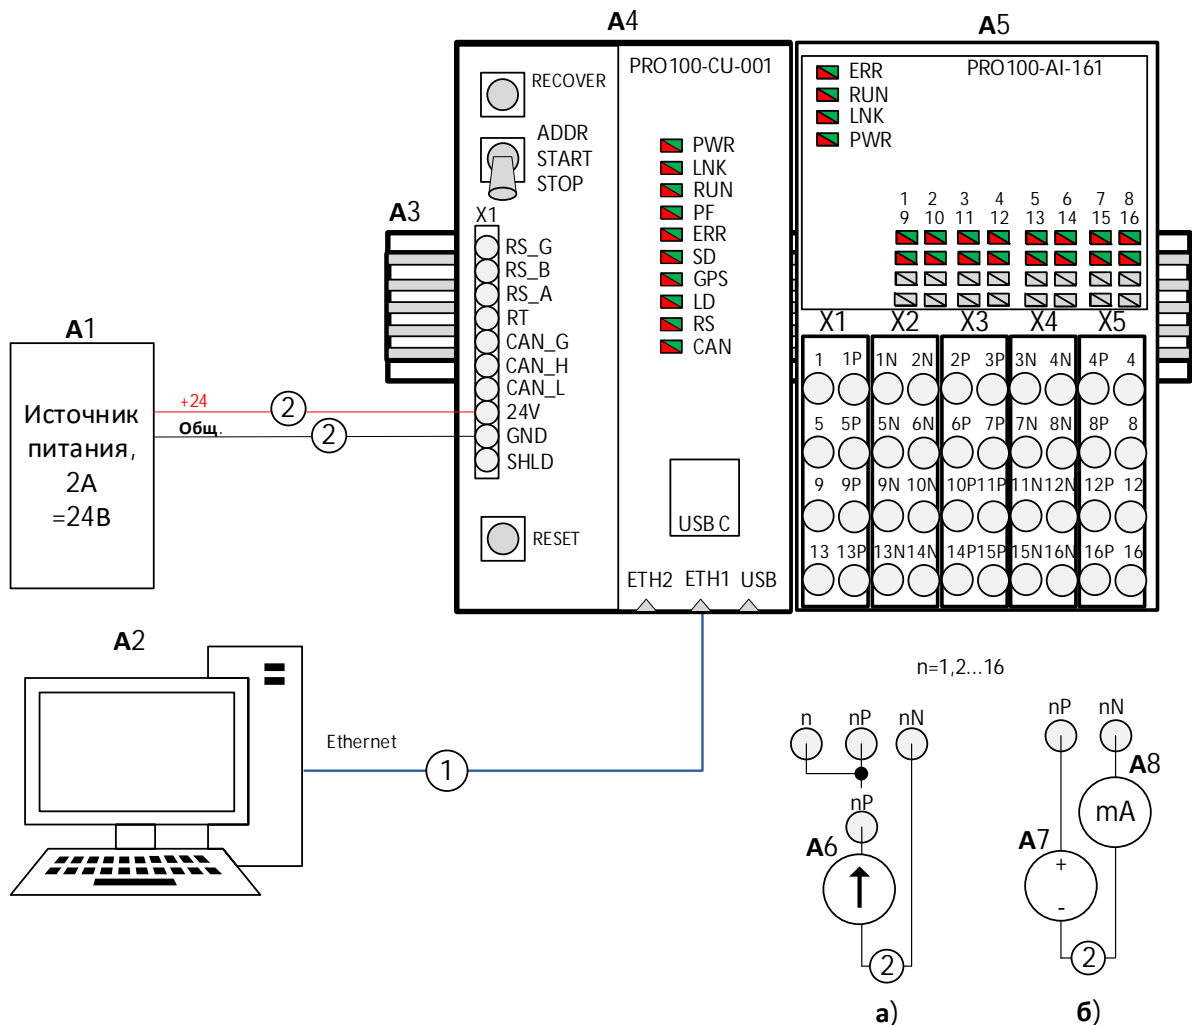 A4
A5
PRO100-CU-001
PRO100-AI-161
RECOVER
ADDR
START
STOP
X1
RS_G
RS_B
RS_A
RT
CAN_G
CAN_H
CAN_L
24V
GND
SHLD
RESET
PWR
LNK
RUN
PF
ERR
SD
GPS
LD
RS
CAN
USB C
ETH2 ETH1 USB
ERR
RUN
LNK
PWR
1 2 3 4 5 6 7 8
9 10 11 12 13 14 15 16
X1 X2 X3 X4 X5
1 1P 1N 2N 2P 3P 3N 4N 4P 4
5 5P 5N 6N 6P 7P 7N 8N 8P 8
9 9P 9N 10N 10P 11P 11N 12N 12P 12
13 13P 13N 14N 14P 15P 15N 16N 16P 16
A3
A1
Источник
питания,
2А
=24В
+24
2
Общ.
2
A2
Ethernet
1
n=1,2...16
n nP nN
nP
A6
2
а)
nP nN
A8
mA
A7
+
-
2
б)